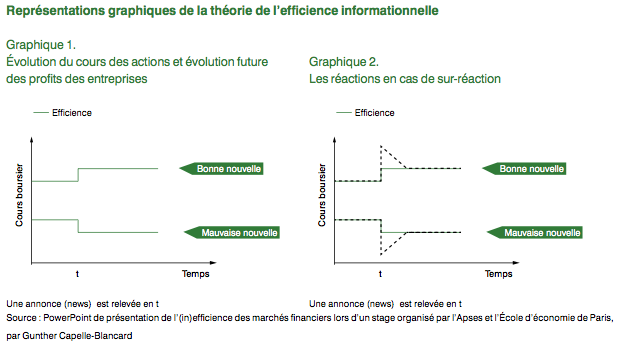 Représentations graphiques de la théorie de l'efficience informationnelle
Graphique 1.
Évolution du cours des actions et évolution future
des profits des entreprises
Efficience
Cours boursier
Bonne nouvelle
Mauvaise nouvelle
t
Temps
Une annonce (news) est relevée en t
Graphique 2.
Les réactions en cas de sur-réaction
Efficience
Cours boursier
Bonne nouvelle
Mauvaise nouvelle
t
Temps
Une annonce (news) est relevée en t
Source : PowerPoint de présentation de l'(in)efficience des marchés financiers lors d'un stage organisé par l'Apses et l'École d'économie de Paris,
par Gunther Capelle-Blancard